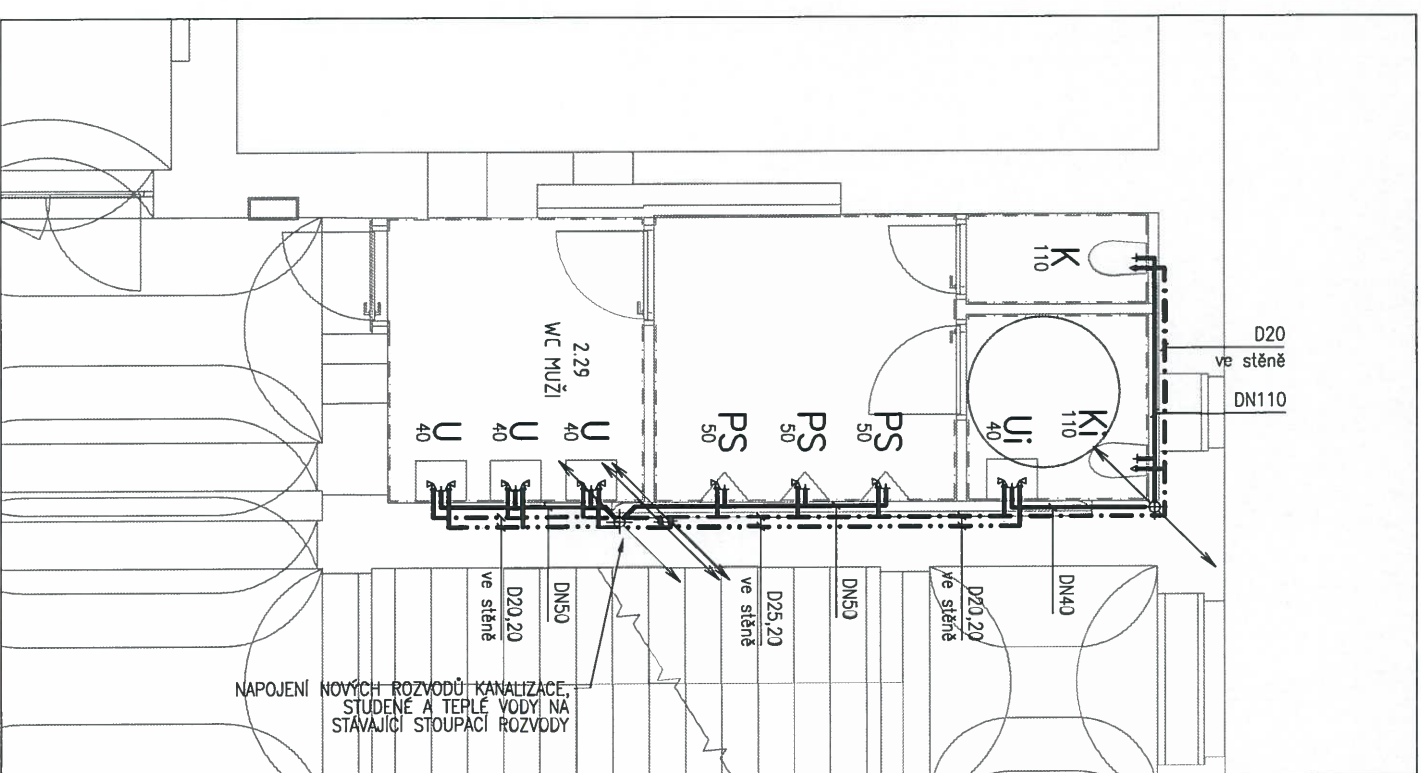 K
110
D20
ve stěně
DN110
2.29
WC MUŽI
U
40
U
40
U
40
PS
50
PS
50
PS
50
Ui
40
Ki
110
D20,20
ve stěně
DN50
D25,20
ve stěně
DN50
D20,20
ve stěně
DN40
NAPOJENÍ NOVÝCH ROZVODŮ KANALIZACE,
STUDENÉ A TEPLÉ VODY NA
STÁVAJÍCÍ STOUPACÍ ROZVODY